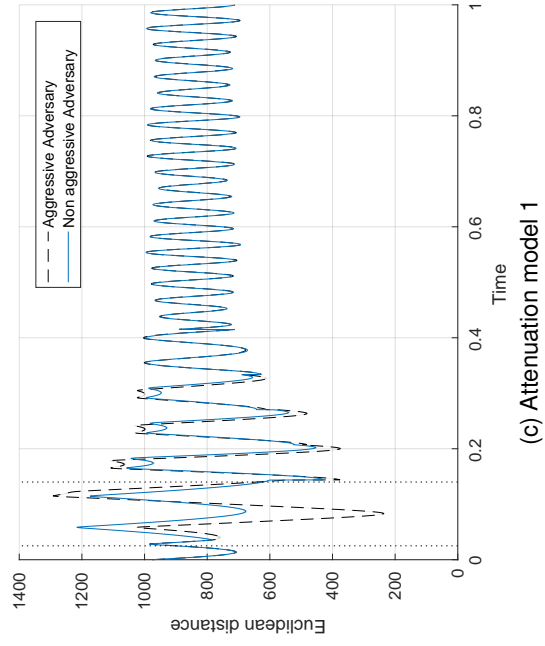 1400
1200
1000
800
600
400
200
0
Euclidean distance
0
0.2
0.4
0.6
0.8
1
Time
Aggressive Adversary
Non aggressive Adversary
(c) Attenuation model 1